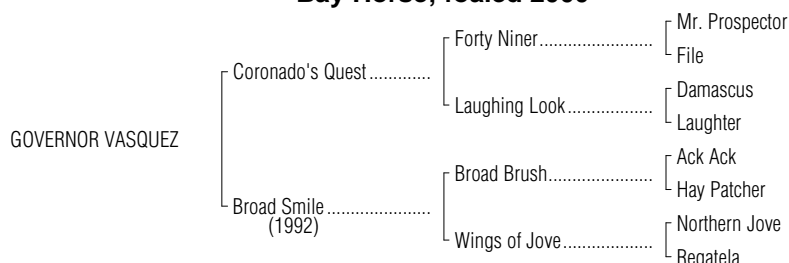 Bay Horse; foaled
Mr. Prospector
Forty Niner.......................
File
Coronado's Quest .............
Damascus
Laughing Look.................
Laughter
GOVERNOR VASQUEZ
Ack Ack
Broad Brush.....................
Hay Patcher
Broad Smile .....................
(1992)
Northern Jove
Wings of Jove..................
Regatela